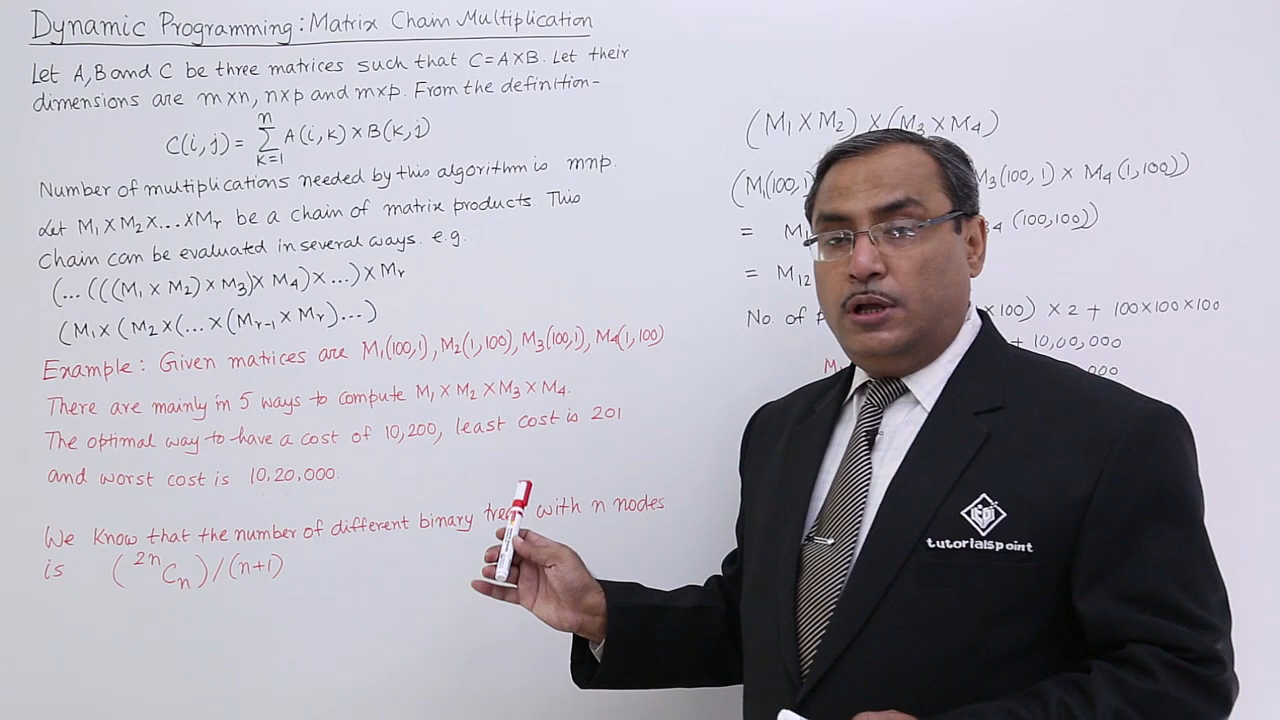 Dynamic Programming: Matrix Chain Multiplication
Let A, B and C be three matrices such that C=A×B. Let their
dimensions are m×n, n×p and m×p. From the definition-
C(i,j) = n∑k=1 A(i,k) × B(k,j)
Number of multiplications needed by this algorithm is mnp.
Let M₁×M₂×...×Mᵣ be a chain of matrix products. This
chain can be evaluated in several ways. e.g.
(...(((M₁ × M₂) × M₃) × M₄) × ...) × Mᵣ
(M₁ × (M₂ × (... × (Mᵣ₋₁ × Mᵣ) ...)
Example: Given matrices are M₁(100,1), M₂(1,100), M₃(100,1), M₄(1,100)
There are mainly in 5 ways to compute M₁ × M₂ × M₃ × M₄.
The optimal way to have a cost of 10,200, least cost is 201
and worst cost is 10,20,000.
We know that the number of different binary tree with n nodes
is (²ⁿCₙ)/(n+1)
(M₁ × M₂) × (M₃ × M₄)
(M₁(100,1) M₃(100,1) × M₄(1,100))
= (100,100))
= M₁₂
No. of ×100) × 2 + 100×100×100
+ 10,00,000
000
tutorialspoint